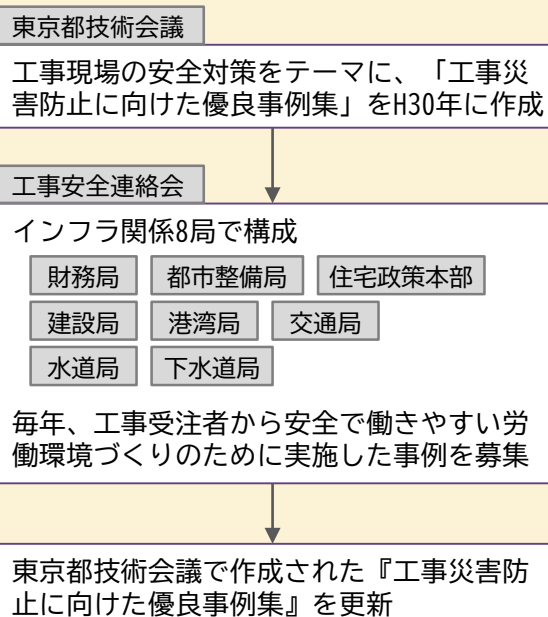 東京都技術会議
工事現場の安全対策をテーマに、「工事災
害防止に向けた優良事例集」をH30年に作成
工事安全連絡会
インフラ関係8局で構成
財務局 都市整備局 住宅政策本部
建設局 港湾局 交通局
水道局 下水道局
毎年、工事受注者から安全で働きやすい労
働環境づくりのために実施した事例を募集
東京都技術会議で作成された『工事災害防
止に向けた優良事例集』を更新